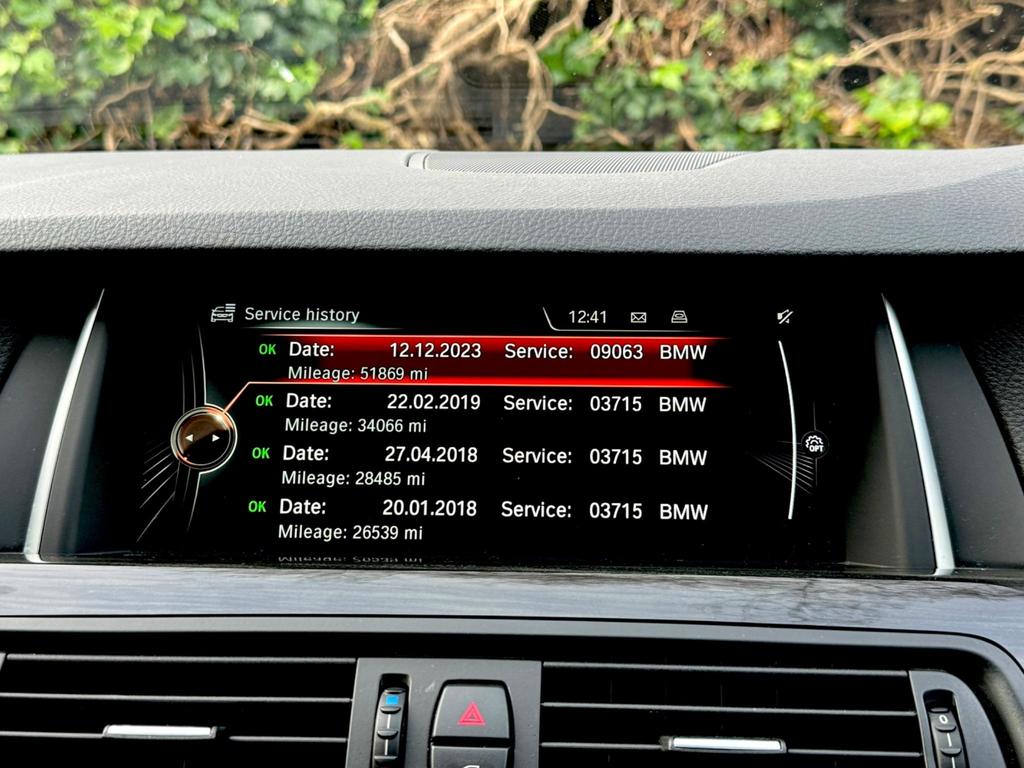 Service history 12:41
OK Date: 12.12.2023 Service: 09063 BMW
Mileage: 51869 mi
OK Date: 22.02.2019 Service: 03715 BMW
Mileage: 34066 mi
OK Date: 27.04.2018 Service: 03715 BMW
Mileage: 28485 mi
OPT
OK Date: 20.01.2018 Service: 03715 BMW
Mileage: 26539 mi
0